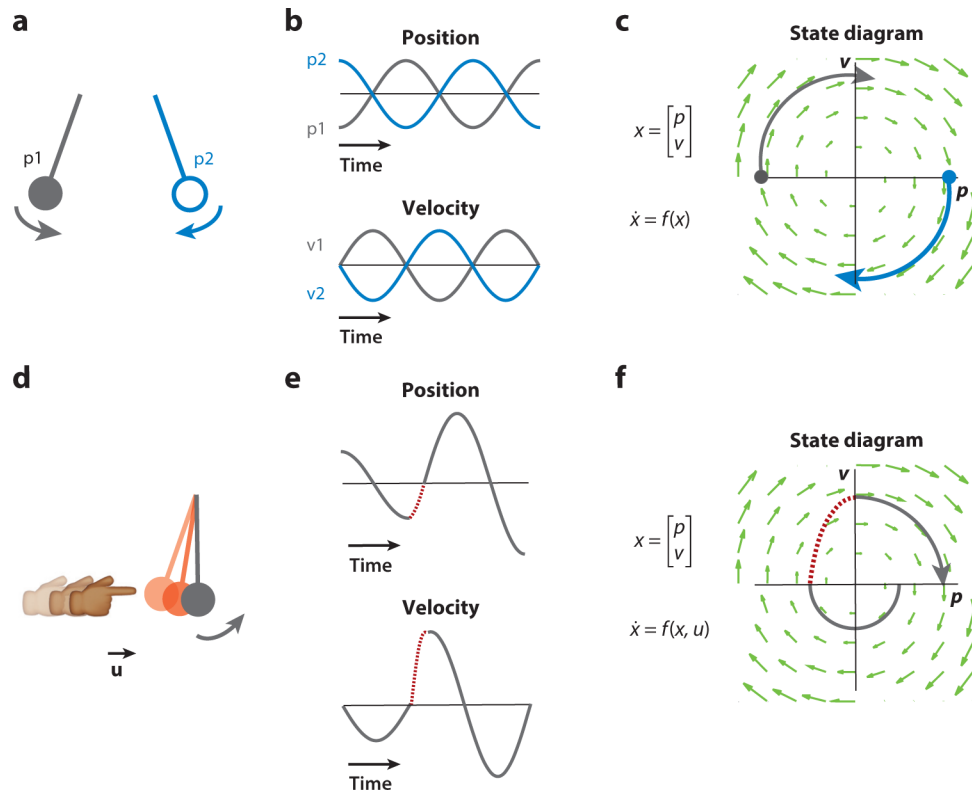 a
p1
p2
b
Position
p2
p1
Time
Velocity
v1
v2
Time
c
State diagram
v
p
x = [p v]
ẋ = f(x)
d
u
e
Position
Time
Velocity
Time
f
State diagram
v
p
x = [p v]
ẋ = f(x, u)